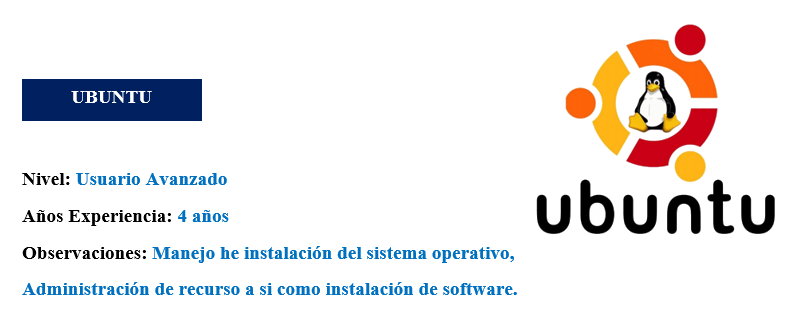 UBUNTU
Nivel: Usuario Avanzado
Años Experiencia: 4 años
Observaciones: Manejo he instalación del sistema operativo,
Administración de recurso a si como instalación de software.
ubuntu